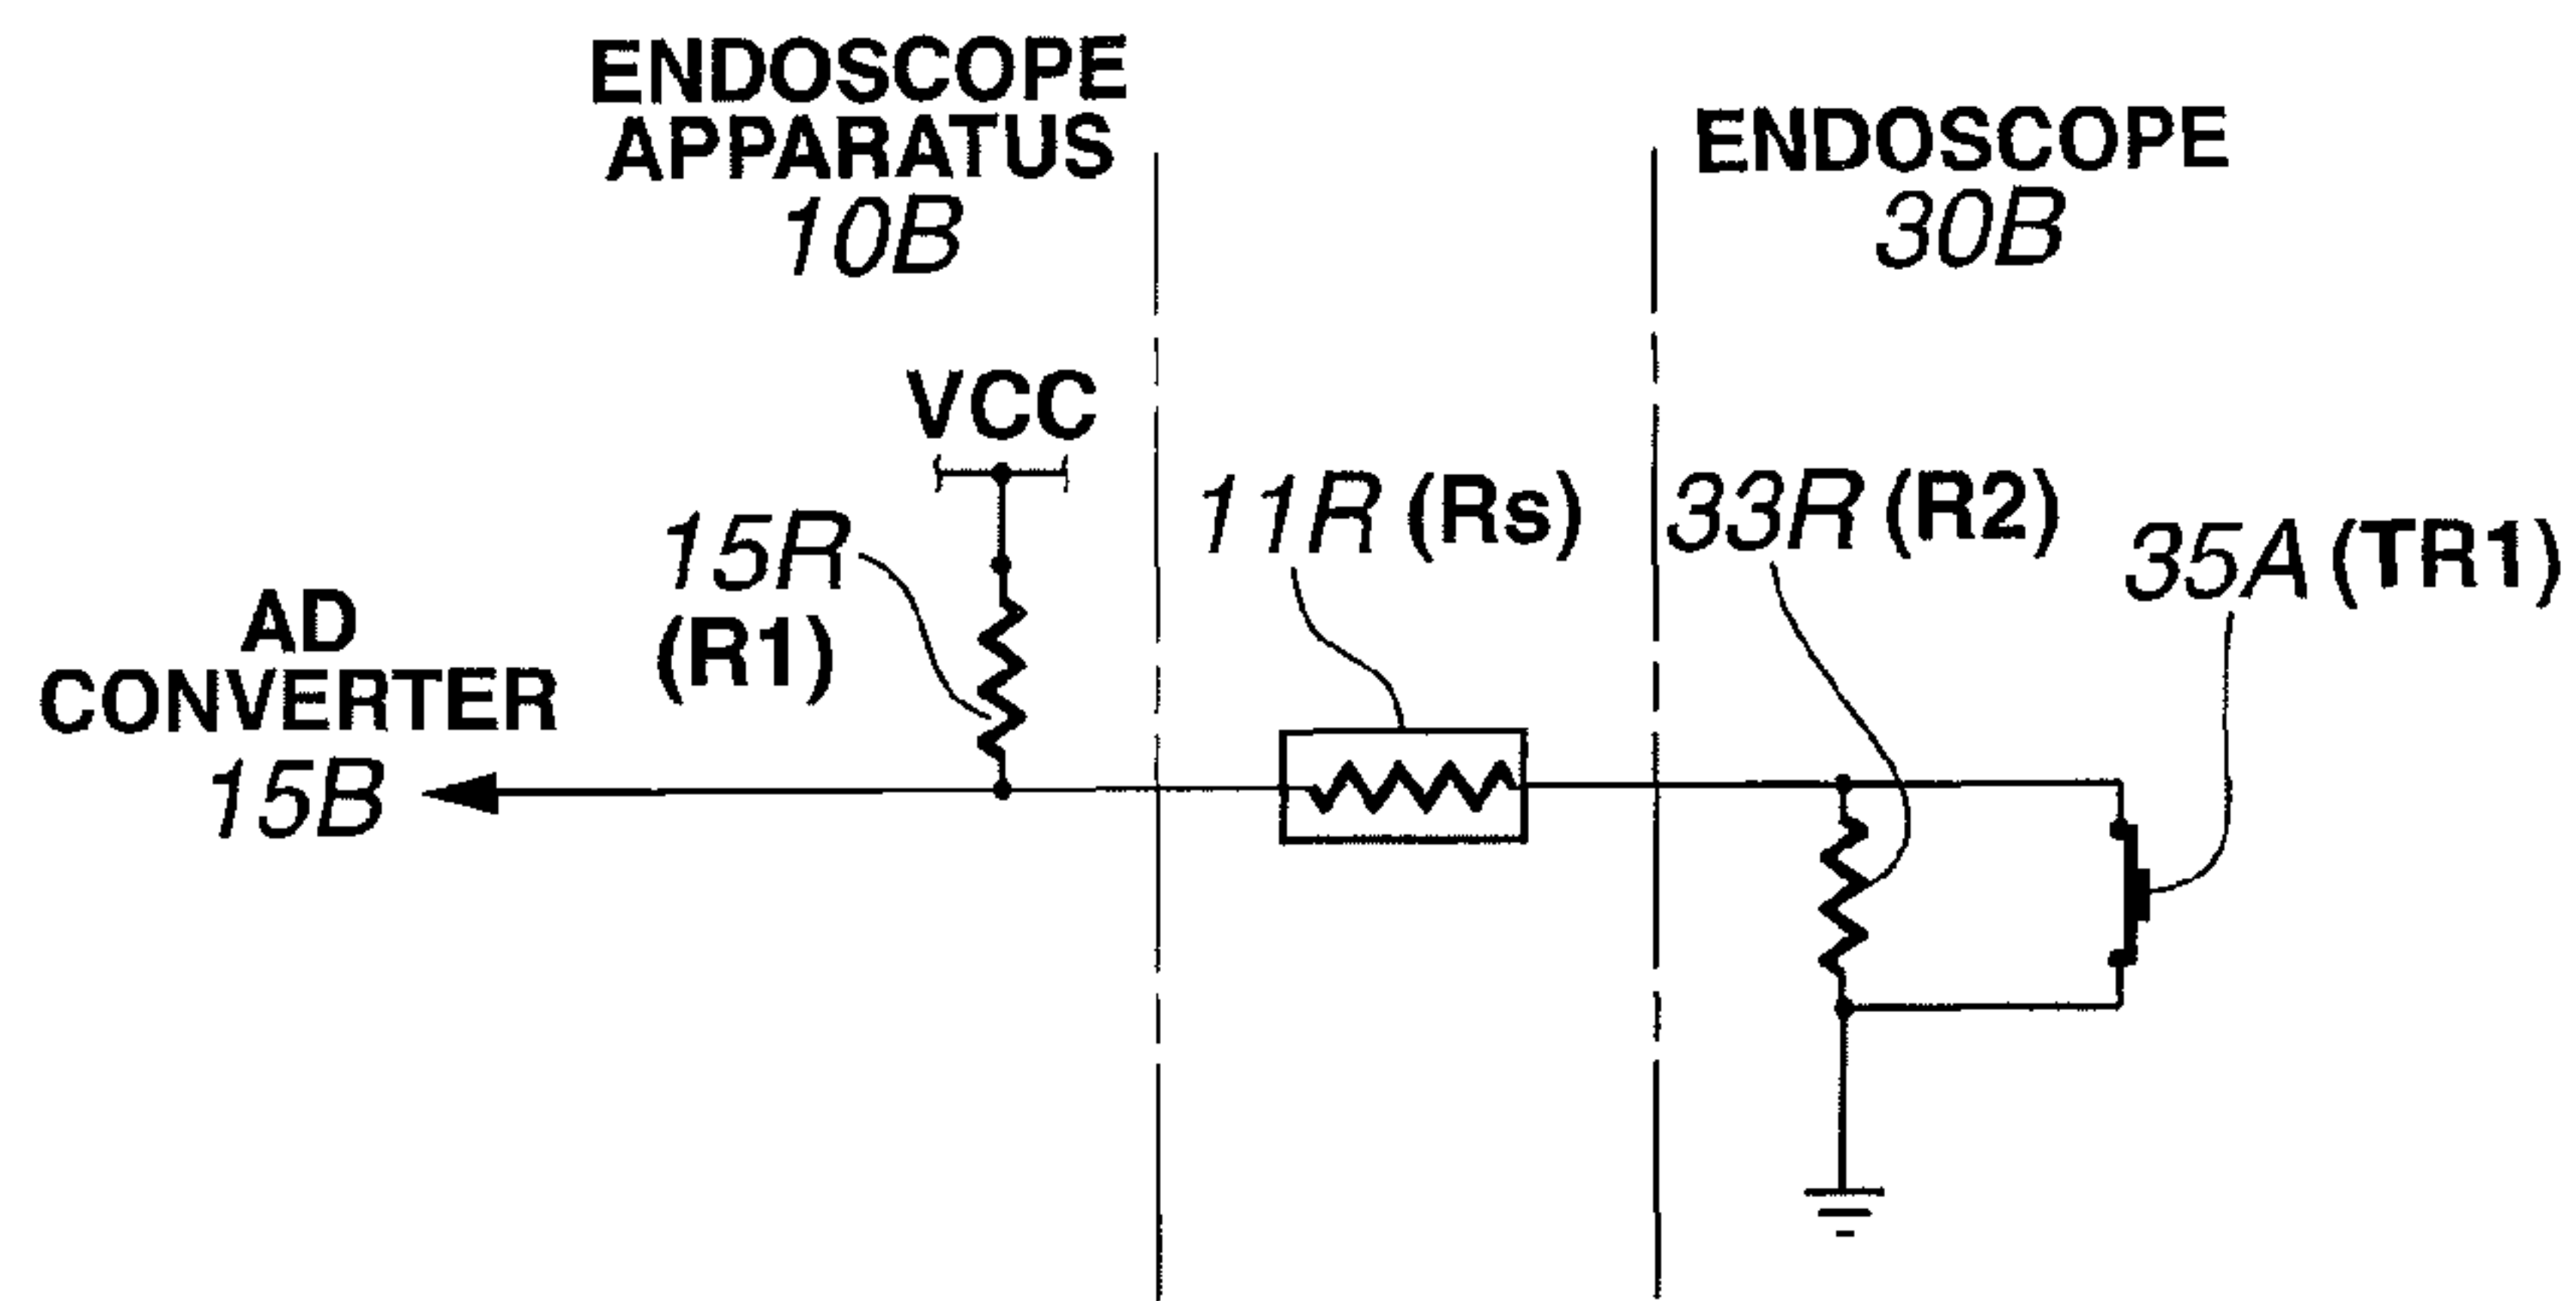 ENDOSCOPE
APPARATUS
10B
ENDOSCOPE
30B
VCC
15R
(R1)
11R (Rs)
33R (R2)
35A (TR1)
AD
CONVERTER
15B